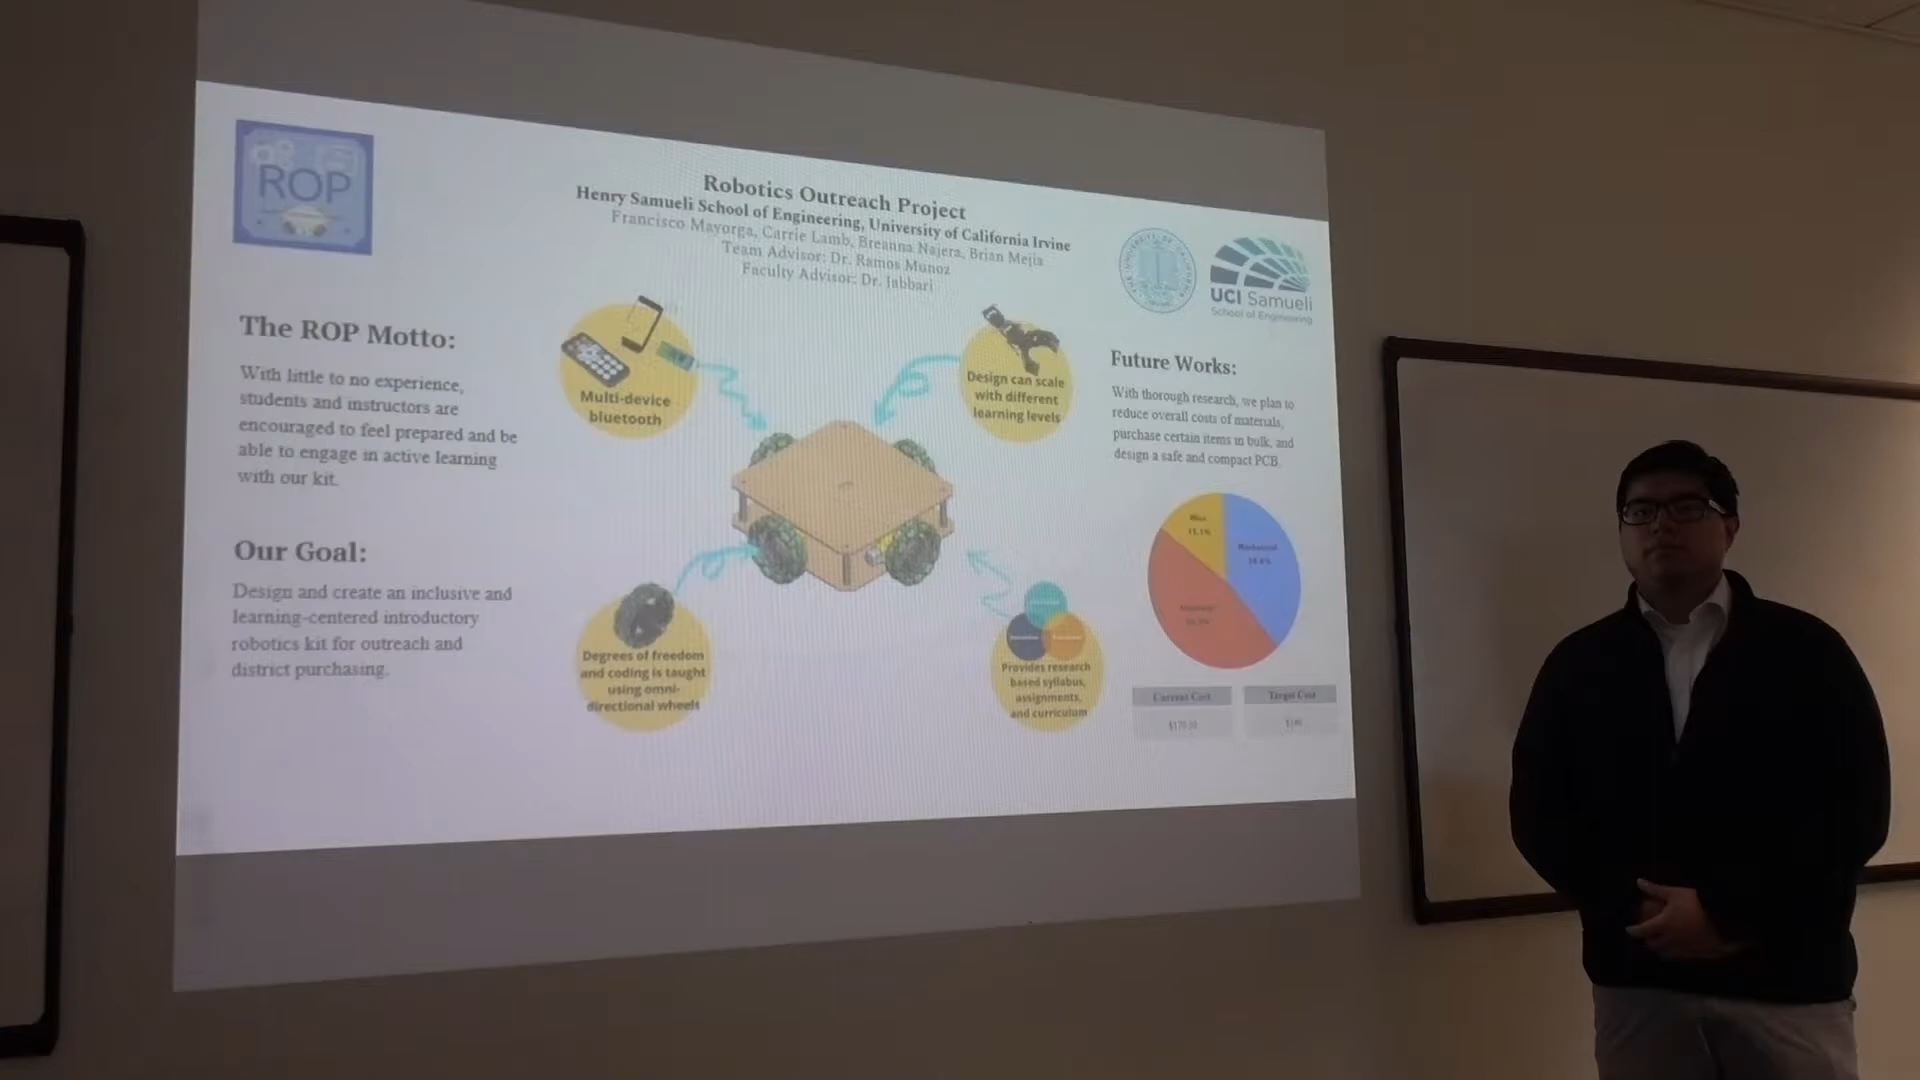 ROP
Robotics Outreach Project
Henry Samueli School of Engineering, University of California Irvine
Francisco Mayorga, Carrie Lamb, Breanna Najera, Brian Mejia
Team Advisor: Dr. Ramos Munoz
Faculty Advisor: Dr. Jabbari
UCI Samueli
School of Engineering
The ROP Motto:
With little to no experience,
students and instructors are
encouraged to feel prepared and be
able to engage in active learning
with our kit.
Our Goal:
Design and create an inclusive and
learning-centered introductory
robotics kit for outreach and
district purchasing.
Multi-device
bluetooth
Design can scale
with different
learning levels
Degrees of freedom
and coding is taught
using omni-
directional wheels
Provides research
based syllabus,
assignments,
and curriculum
Future Works:
With thorough research, we plan to
reduce overall costs of materials,
purchase certain items in bulk, and
design a safe and compact PCB.
Current Cost
Target Cost